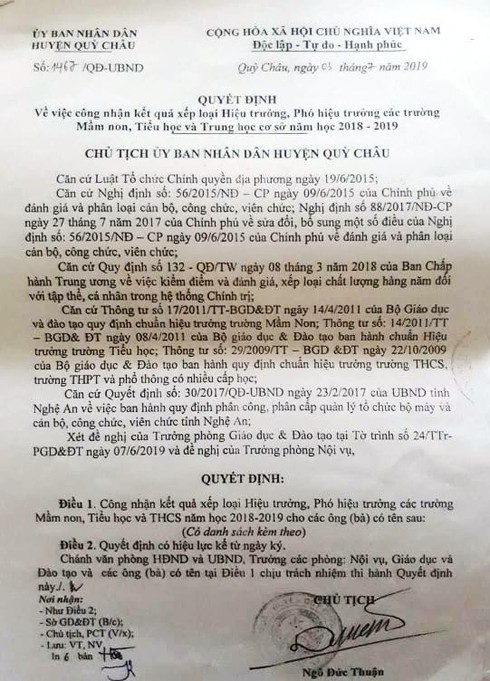 ỦY BAN NHÂN DÂN
HUYỆN QUỲ CHÂU
CỘNG HÒA XÃ HỘI CHỦ NGHĨA VIỆT NAM
Độc lập - Tự do - Hạnh phúc
Số: 1467 /QĐ-UBND
Quỳ Châu, ngày 03 tháng 7 năm 2019
QUYẾT ĐỊNH
Về việc công nhận kết quả xếp loại Hiệu trưởng, Phó hiệu trưởng các trường
Mầm non, Tiểu học và Trung học cơ sở năm học 2018 - 2019
CHỦ TỊCH ỦY BAN NHÂN DÂN HUYỆN QUỲ CHÂU
Căn cứ Luật Tổ chức Chính quyền địa phương ngày 19/6/2015;
Căn cứ Nghị định số: 56/2015/NĐ – CP ngày 09/6/2015 của Chính phủ về
đánh giá và phân loại cán bộ, công chức, viên chức; Nghị định số 88/2017/NĐ-CP
ngày 27 tháng 7 năm 2017 của Chính phủ về sửa đổi, bổ sung một số điều của Nghị
định số: 56/2015/NĐ – CP ngày 09/6/2015 của Chính phủ về đánh giá và phân loại
cán bộ, công chức, viên chức;
Căn cứ Quy định số 132 - QĐ/TW ngày 08 tháng 3 năm 2018 của Ban Chấp
hành Trung ương về việc kiểm điểm và đánh giá, xếp loại chất lượng hàng năm đối
với tập thể, cá nhân trong hệ thống Chính trị;
Căn cứ Thông tư số 17/2011/TT-BGD&ĐT ngày 14/4/2011 của Bộ Giáo dục
và đào tạo quy định chuẩn hiệu trưởng trường Mầm Non; Thông tư số: 14/2011/TT
– BGD& ĐT ngày 08/4/2011 của Bộ giáo dục & Đào tạo ban hành chuẩn Hiệu
trưởng trường Tiểu học; Thông tư số: 29/2009/TT – BGD &ĐT ngày 22/10/2009
của Bộ giáo dục & Đào tạo ban hành quy định chuẩn hiệu trưởng trường THCS,
trường THPT và phổ thông có nhiều cấp học;
Căn cứ Quyết định số: 30/2017/QĐ-UBND ngày 23/2/2017 của UBND tỉnh
Nghệ An về việc ban hành quy định phân công, phân cấp quản lý tổ chức bộ máy và
cán bộ, công chức, viên chức tỉnh Nghệ An;
Xét đề nghị của Trưởng phòng Giáo dục & Đào tạo tại Tờ trình số 24/TTr-
PGD&ĐT ngày 07/6/2019 và đề nghị của Trưởng phòng Nội vụ,
QUYẾT ĐỊNH:
Điều 1. Công nhận kết quả xếp loại Hiệu trưởng, Phó hiệu trưởng các trường
Mầm non, Tiểu học và THCS năm học 2018-2019 cho các ông (bà) có tên sau:
(Có danh sách kèm theo)
Điều 2. Quyết định có hiệu lực kể từ ngày ký.
Chánh văn phòng HĐND và UBND, Trưởng các phòng: Nội vụ, Giáo dục và
Đào tạo và các ông (bà) có tên tại Điều 1 chịu trách nhiệm thi hành Quyết định
này./.
Nơi nhận:
- Như Điều 2;
- Sở GD&ĐT (B/c);
- Chủ tịch, PCT (V/x);
- Lưu: VT, NV
In 6 bản
CHỦ TỊCH
Ngô Đức Thuận